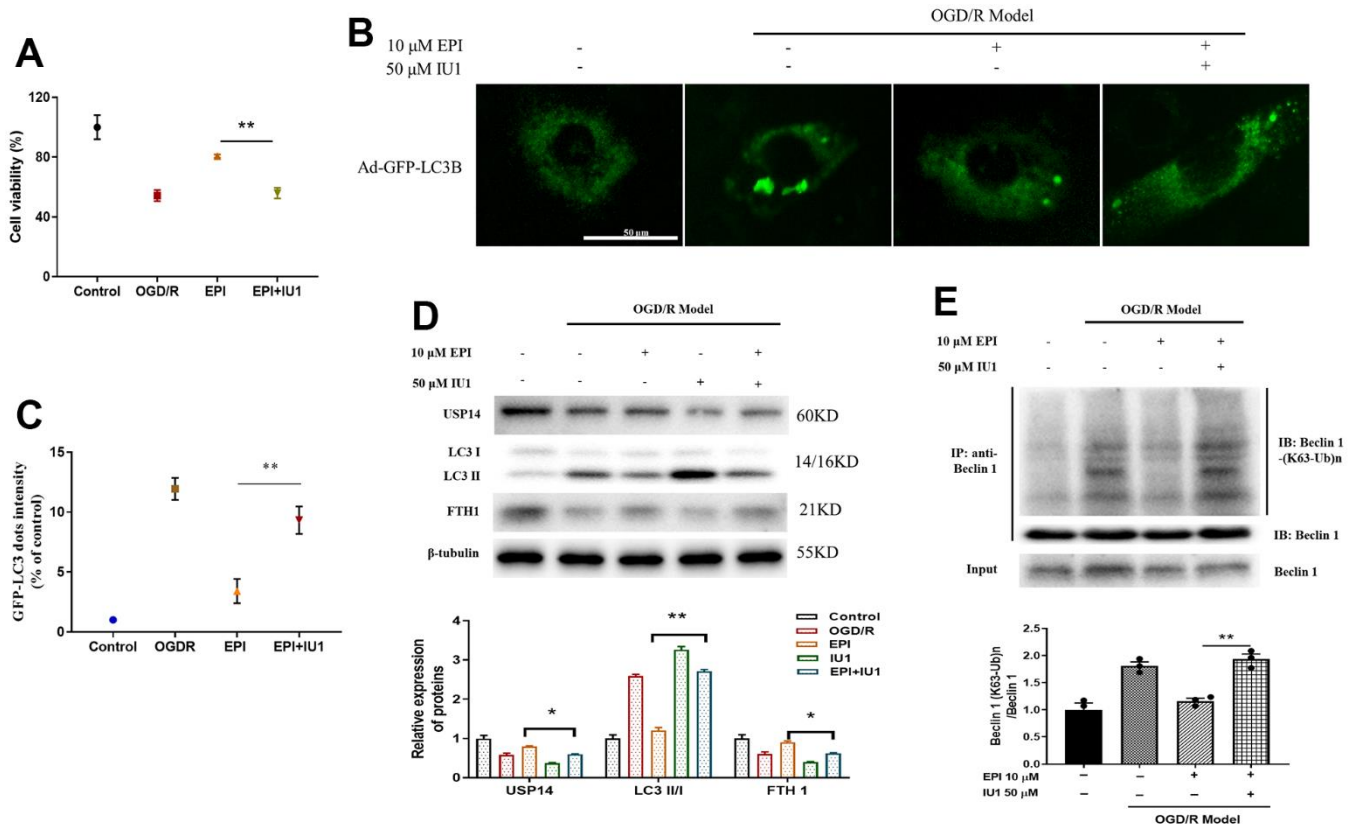 A
Cell viability (%)
120
80
40
0
Control OGD/R EPI EPI+IU1
**
B
OGD/R Model
10 μM EPI - - + +
50 μM IU1 - - - +
Ad-GFP-LC3B
50 μm
C
GFP-LC3 dots intensity
(% of control)
15
10
5
0
Control OGDR EPI EPI+IU1
**
D
OGD/R Model
10 μM EPI - - + - +
50 μM IU1 - - - + +
USP14 60KD
LC3 I
14/16KD
LC3 II
FTH1 21KD
β-tubulin 55KD
Relative expression
of proteins
4
3
2
1
0
* ** *
Control
OGD/R
EPI
IU1
EPI+IU1
USP14 LC3 II/I FTH 1
E
OGD/R Model
10 μM EPI - - + +
50 μM IU1 - - - +
IP: anti-
Beclin 1
IB: Beclin 1
-(K63-Ub)n
IB: Beclin 1
Input Beclin 1
Beclin 1 (K63-Ub)n
/Beclin 1
2.5
2.0
1.5
1.0
0.5
0.0
**
EPI 10 μM – – + +
IU1 50 μM – – – +
OGD/R Model